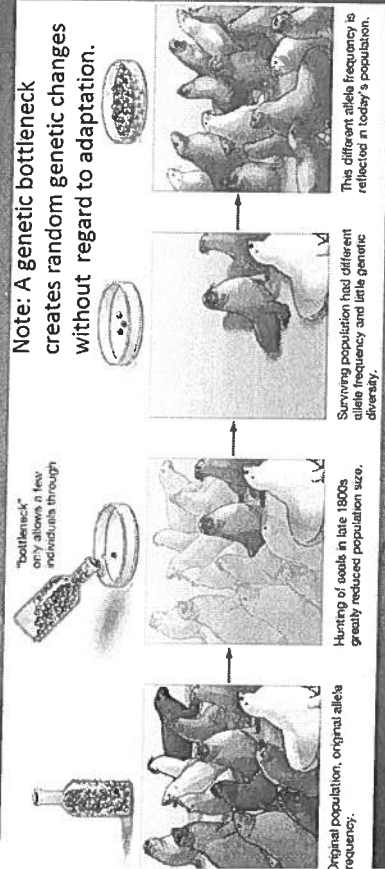 Note: A genetic bottleneck
creates random genetic changes
without regard to adaptation.
"bottleneck"
only allows a few
individuals through
Original population, original allele
frequency.
Hunting of seals in late 1800s
greatly reduced population size.
Surviving population had different
allele frequency and little genetic
diversity.
This different allele frequency is
reflected in today's population.